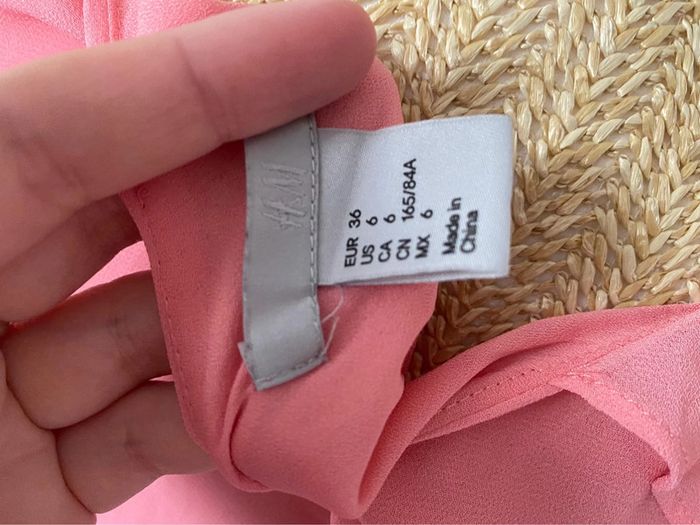 H&M
EUR 36
US 6
CA 6
CN 165/84A
MX 6
Made in
China